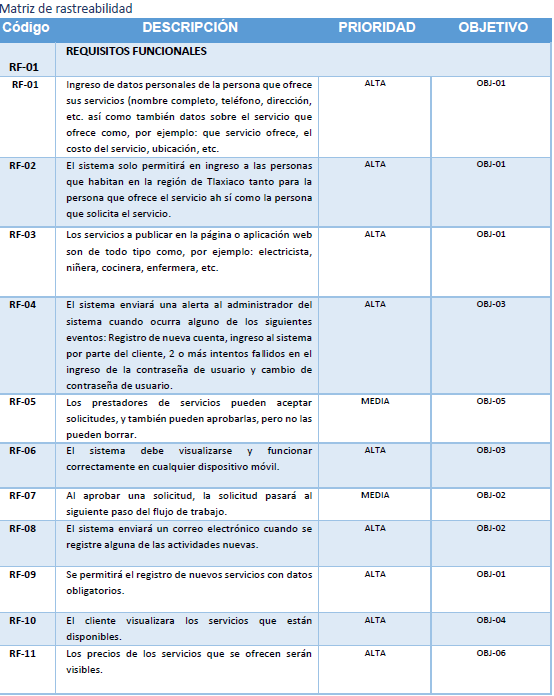 Matriz de rastreabilidad
Código DESCRIPCIÓN PRIORIDAD OBJETIVO
REQUISITOS FUNCIONALES
RF-01
RF-01 Ingreso de datos personales de la persona que ofrece ALTA OBJ-01
sus servicios (nombre completo, teléfono, dirección,
etc. así como también datos sobre el servicio que
ofrece como, por ejemplo: que servicio ofrece, el
costo del servicio, ubicación, etc.
RF-02 El sistema solo permitirá en ingreso a las personas ALTA OBJ-01
que habitan en la región de Tlaxiaco tanto para la
persona que ofrece el servicio ah sí como la persona
que solicita el servicio.
RF-03 Los servicios a publicar en la página o aplicación web ALTA OBJ-01
son de todo tipo como, por ejemplo: electricista,
niñera, cocinera, enfermera, etc.
RF-04 El sistema enviará una alerta al administrador del ALTA OBJ-03
sistema cuando ocurra alguno de los siguientes
eventos: Registro de nueva cuenta, ingreso al sistema
por parte del cliente, 2 o más intentos fallidos en el
ingreso de la contraseña de usuario y cambio de
contraseña de usuario.
RF-05 Los prestadores de servicios pueden aceptar MEDIA OBJ-05
solicitudes, y también pueden aprobarlas, pero no las
pueden borrar.
RF-06 El sistema debe visualizarse y funcionar ALTA OBJ-03
correctamente en cualquier dispositivo móvil.
RF-07 Al aprobar una solicitud, la solicitud pasará al MEDIA OBJ-02
siguiente paso del flujo de trabajo.
RF-08 El sistema enviará un correo electrónico cuando se ALTA OBJ-02
registre alguna de las actividades nuevas.
RF-09 Se permitirá el registro de nuevos servicios con datos ALTA OBJ-01
obligatorios.
RF-10 El cliente visualizara los servicios que están ALTA OBJ-04
disponibles.
RF-11 Los precios de los servicios que se ofrecen serán ALTA OBJ-06
visibles.